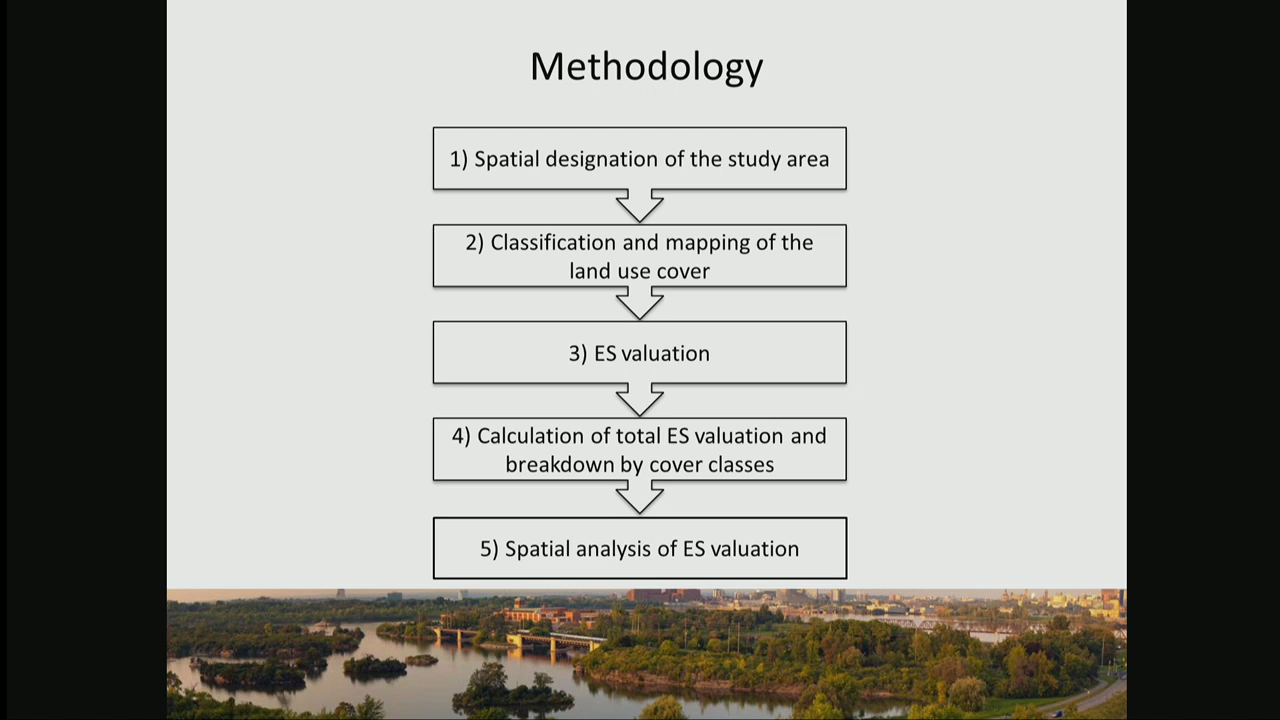 Methodology
1) Spatial designation of the study area
2) Classification and mapping of the
land use cover
3) ES valuation
4) Calculation of total ES valuation and
breakdown by cover classes
5) Spatial analysis of ES valuation